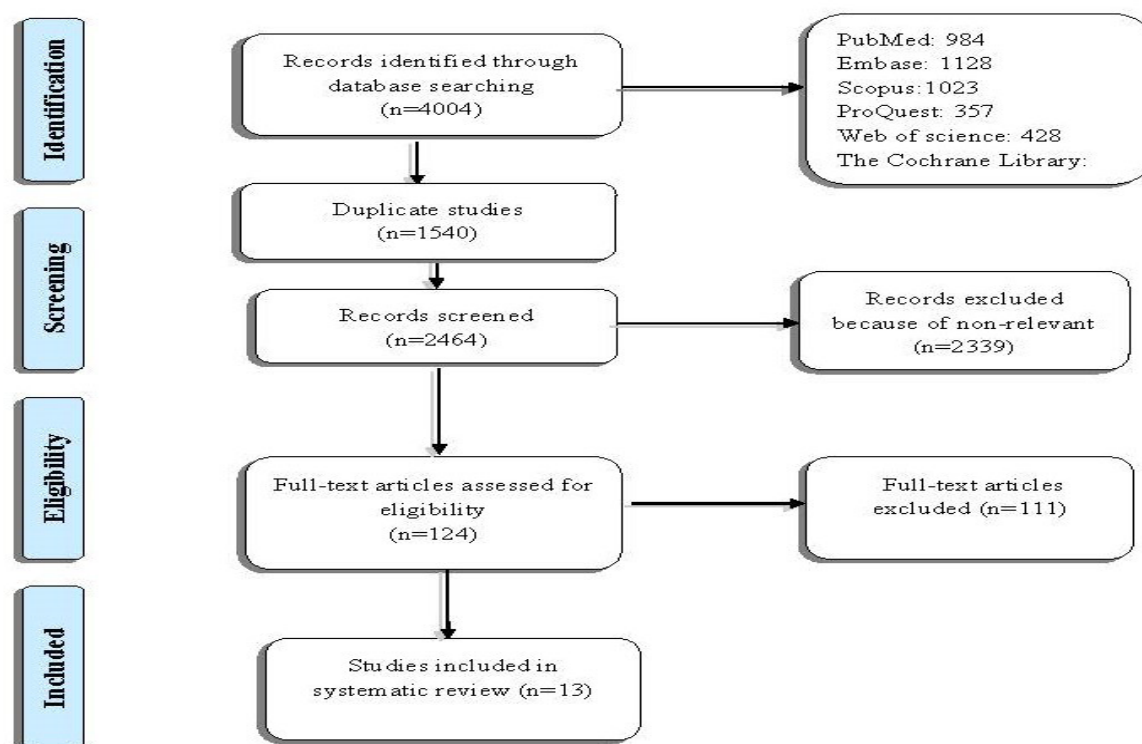 Identification
Records identified through
database searching
(n=4004)
PubMed: 984
Embase: 1128
Scopus:1023
ProQuest: 357
Web of science: 428
The Cochrane Library:
Screening
Duplicate studies
(n=1540)
Records screened
(n=2464)
Records excluded
because of non-relevant
(n=2339)
Eligibility
Full-text articles assessed for
eligibility
(n=124)
Full-text articles
excluded (n=111)
Included
Studies included in
systematic review (n=13)